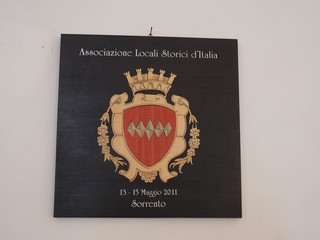 Associazione Locali Storici d'Italia
13 - 15 Maggio 2011
Sorrento